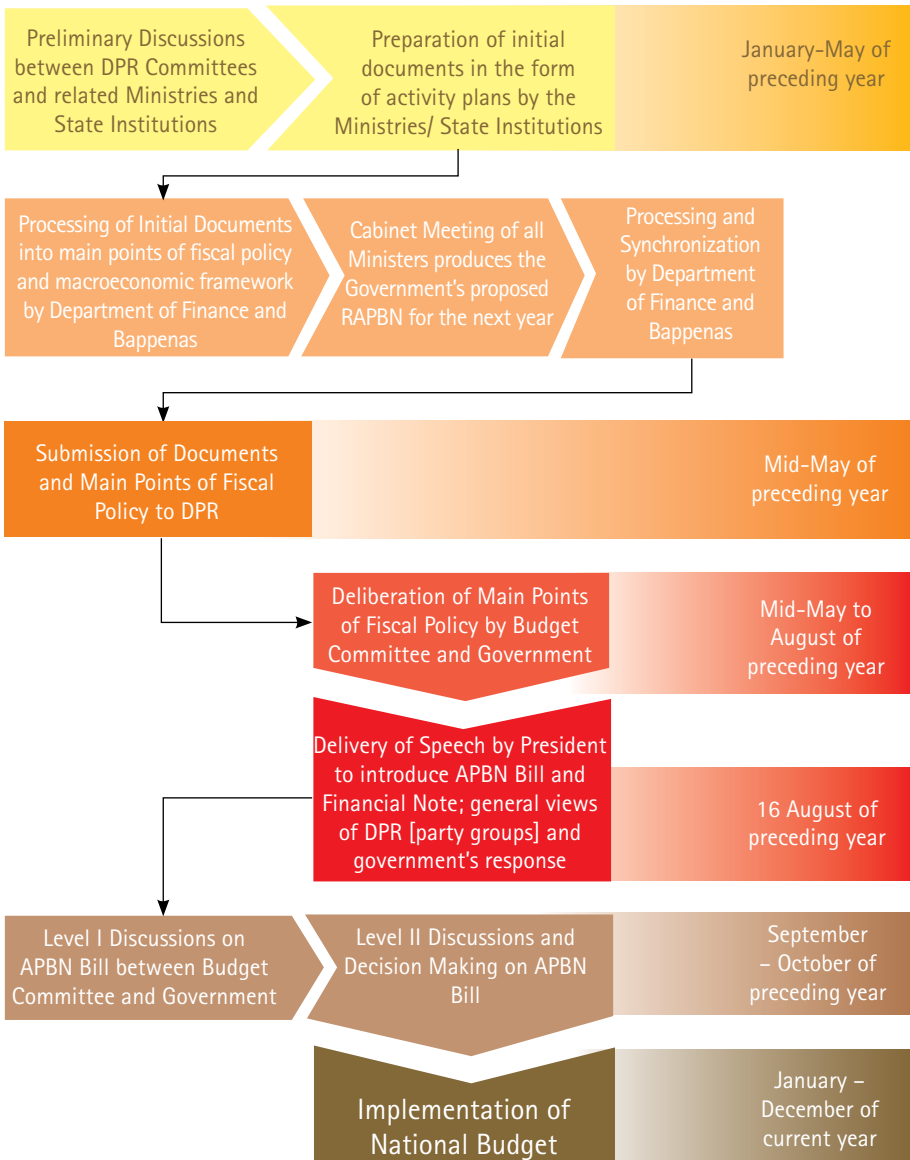 Preliminary Discussions
between DPR Committees
and related Ministries and
State Institutions
Preparation of initial
documents in the form
of activity plans by the
Ministries/ State Institutions
January-May of
preceding year
Processing of Initial Documents
into main points of fiscal policy
and macroeconomic framework
by Department of Finance and
Bappenas
Cabinet Meeting of all
Ministers produces the
Government's proposed
RAPBN for the next year
Processing and
Synchronization
by Department
of Finance and
Bappenas
Submission of Documents
and Main Points of Fiscal
Policy to DPR
Mid-May of
preceding year
Deliberation of Main Points
of Fiscal Policy by Budget
Committee and Government
Mid-May to
August of
preceding year
Delivery of Speech by President
to introduce APBN Bill and
Financial Note; general views
of DPR [party groups] and
government's response
16 August of
preceding year
Level I Discussions on
APBN Bill between Budget
Committee and Government
Level II Discussions and
Decision Making on APBN
Bill
September
– October of
preceding year
Implementation of
National Budget
January –
December of
current year